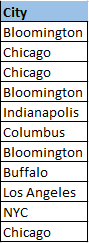 City
Bloomington
Chicago
Chicago
Bloomington
Indianapolis
Columbus
Bloomington
Buffalo
Los Angeles
NYC
Chicago